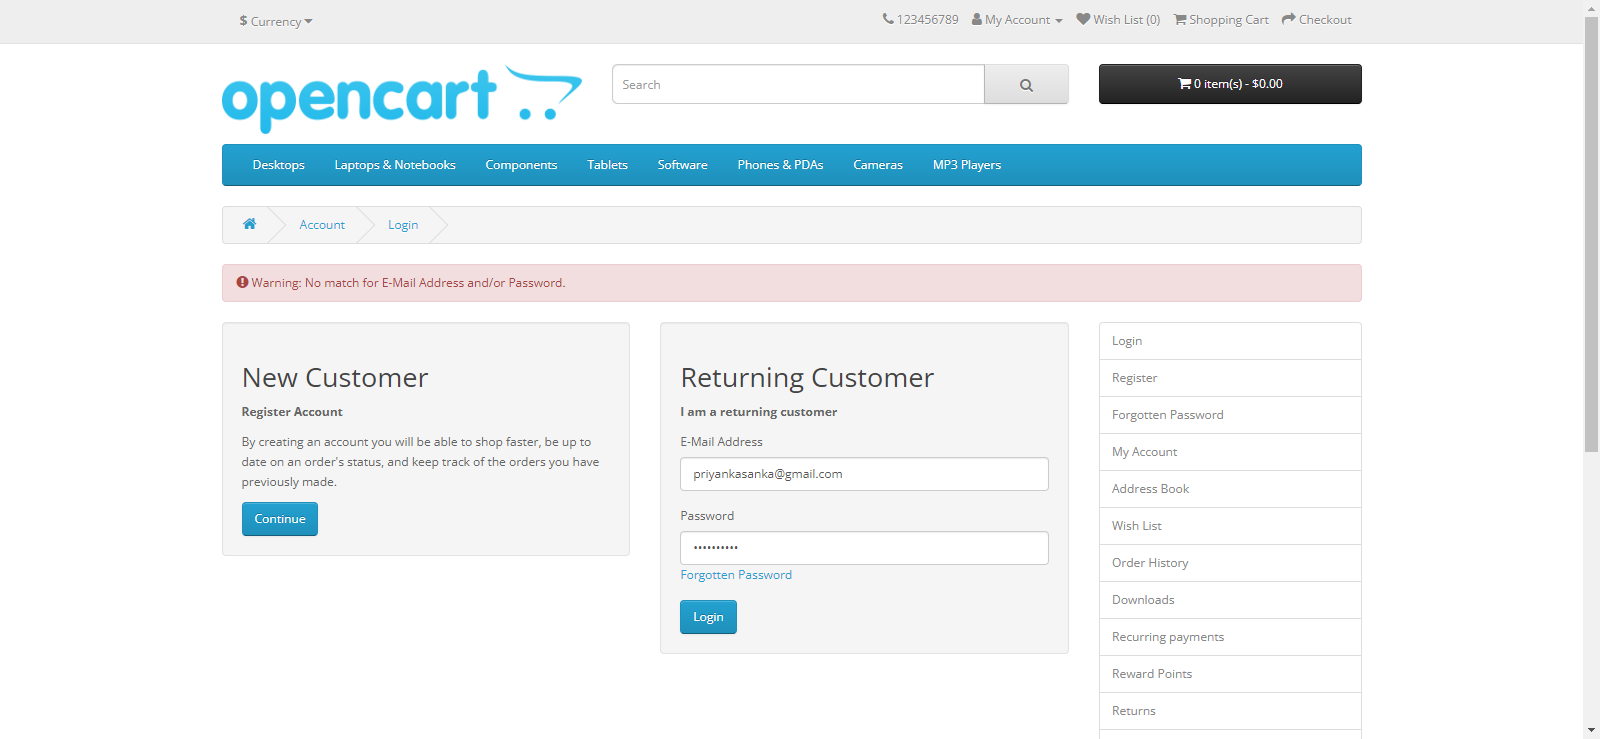 $ Currency
123456789 My Account Wish List (0) Shopping Cart Checkout
opencart
Search
0 item(s) - $0.00
Desktops Laptops & Notebooks Components Tablets Software Phones & PDAs Cameras MP3 Players
Account Login
Warning: No match for E-Mail Address and/or Password.
New Customer
Register Account
By creating an account you will be able to shop faster, be up to
date on an order's status, and keep track of the orders you have
previously made.
Continue
Returning Customer
I am a returning customer
E-Mail Address
priyankasanka@gmail.com
Password
••••••••••
Forgotten Password
Login
Login
Register
Forgotten Password
My Account
Address Book
Wish List
Order History
Downloads
Recurring payments
Reward Points
Returns